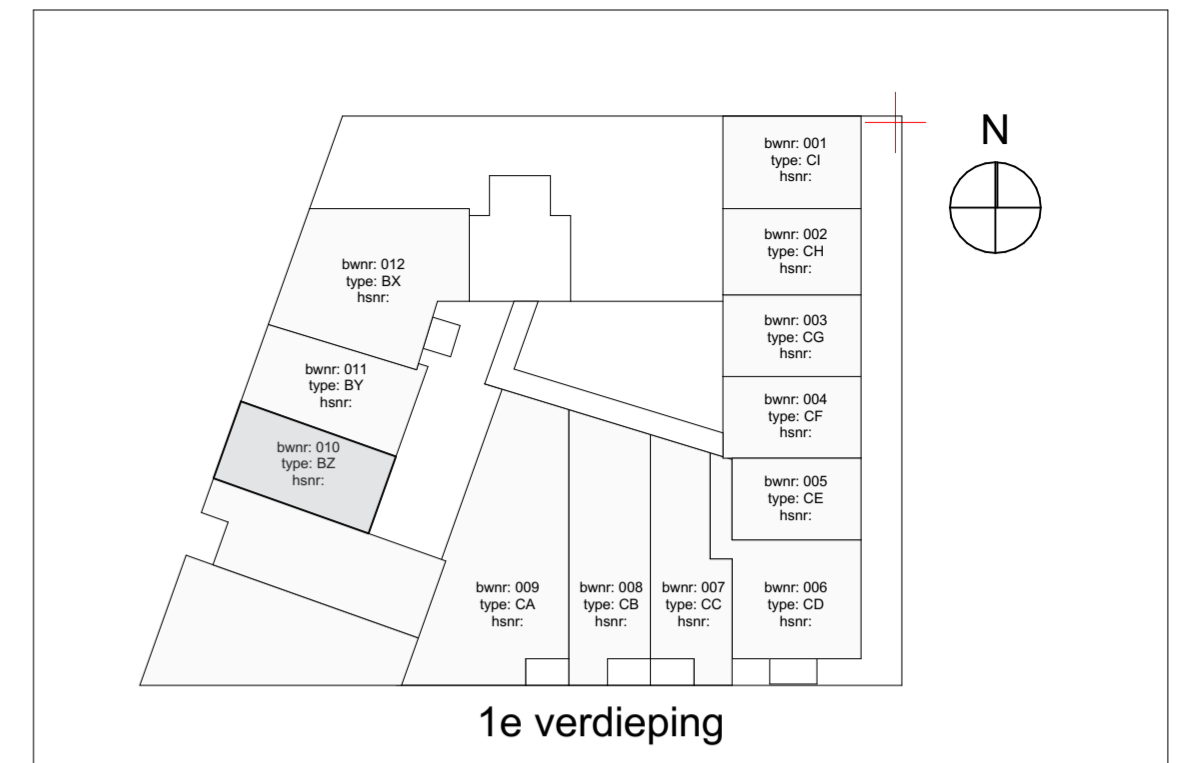 N
bwnr: 001
type: CI
hsnr:
bwnr: 002
type: CH
hsnr:
bwnr: 012
type: BX
hsnr:
bwnr: 003
type: CG
hsnr:
bwnr: 011
type: BY
hsnr:
bwnr: 004
type: CF
hsnr:
bwnr: 010
type: BZ
hsnr:
bwnr: 005
type: CE
hsnr:
bwnr: 009
type: CA
hsnr:
bwnr: 008
type: CB
hsnr:
bwnr: 007
type: CC
hsnr:
bwnr: 006
type: CD
hsnr:
1e verdieping